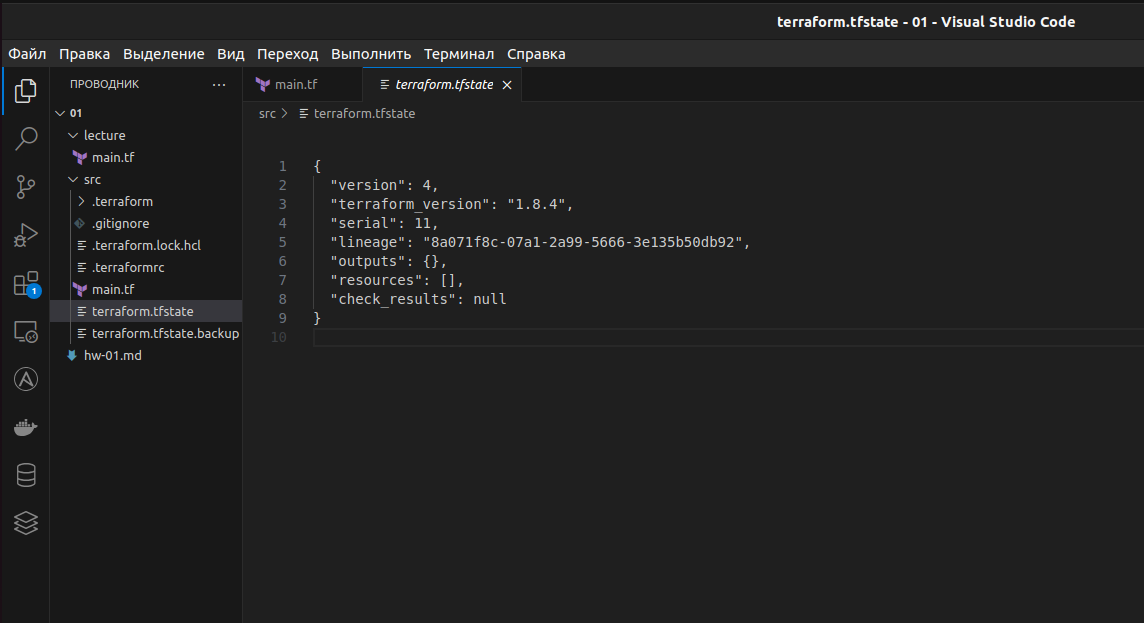 terraform.tfstate - 01 - Visual Studio Code
Файл Правка Выделение Вид Переход Выполнить Терминал Справка
ПРОВОДНИК ...
01
lecture
main.tf
src
.terraform
.gitignore
.terraform.lock.hcl
.terraformrc
main.tf
terraform.tfstate
terraform.tfstate.backup
hw-01.md
1
main.tf
terraform.tfstate
src > terraform.tfstate
1 {
2 "version": 4,
3 "terraform_version": "1.8.4",
4 "serial": 11,
5 "lineage": "8a071f8c-07a1-2a99-5666-3e135b50db92",
6 "outputs": {},
7 "resources": [],
8 "check_results": null
9 }
10